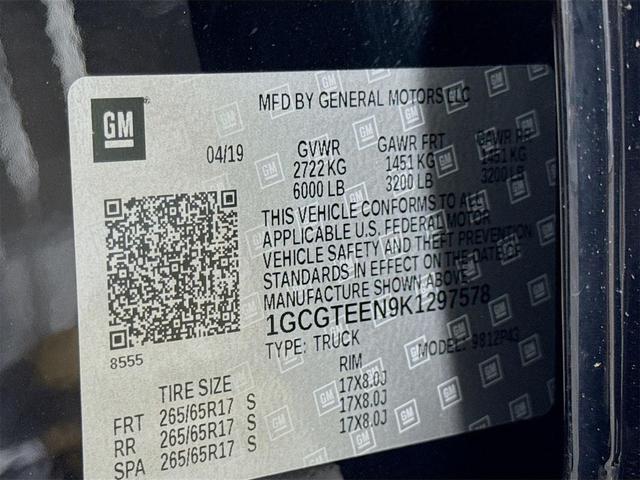 GM
MFD BY GENERAL MOTORS LLC
04/19 GVWR GAWR FRT GAWR RR
2722 KG 1451 KG 1451 KG
6000 LB 3200 LB 3200 LB
THIS VEHICLE CONFORMS TO ALL
APPLICABLE U.S. FEDERAL MOTOR
VEHICLE SAFETY AND THEFT PREVENTION
STANDARDS IN EFFECT ON THE DATE OF
MANUFACTURE SHOWN ABOVE
1GCGTEEN9K1297578
TYPE: TRUCK MODEL: 9812P43
8555
TIRE SIZE RIM
FRT 265/65R17 S 17X8.0J
RR 265/65R17 S 17X8.0J
SPA 265/65R17 S 17X8.0J